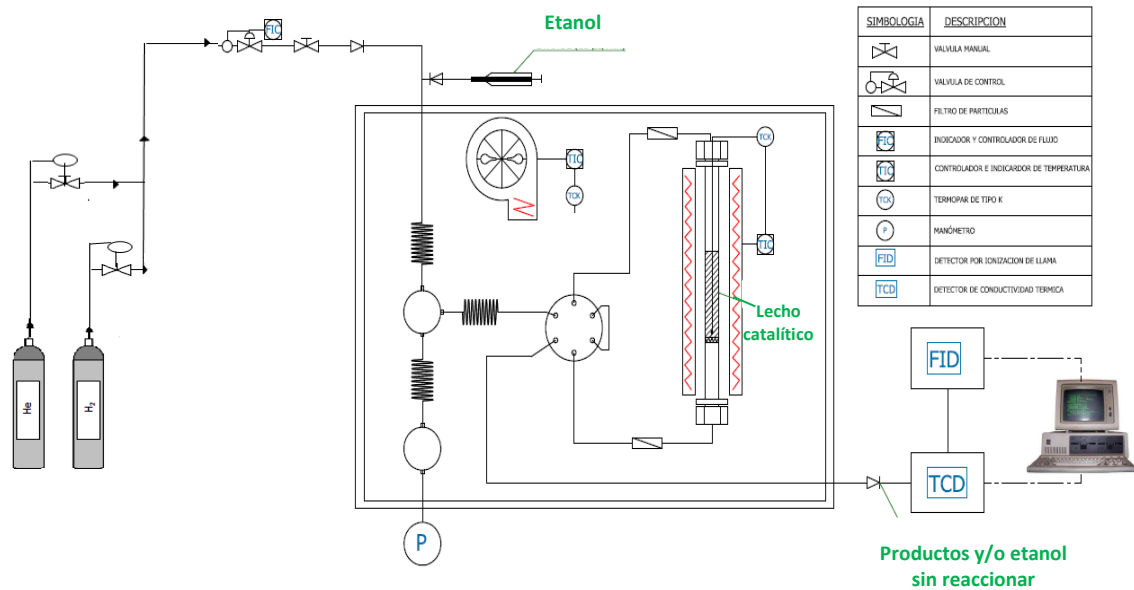 Etanol
FIC
SIMBOLOGIA DESCRIPCION
VALVULA MANUAL
VALVULA DE CONTROL
FILTRO DE PARTICULAS
FIC INDICADOR Y CONTROLADOR DE FLUJO
TIC CONTROLADOR E INDICARDOR DE TEMPERATURA
TCK TERMOPAR DE TIPO K
P MANÓMETRO
FID DETECTOR POR IONIZACION DE LLAMA
TCD DETECTOR DE CONDUCTIVIDAD TERMICA
TCK
TIC
TCK
TIC
Lecho
catalítico
He
H2
FID
TCD
P
Productos y/o etanol
sin reaccionar